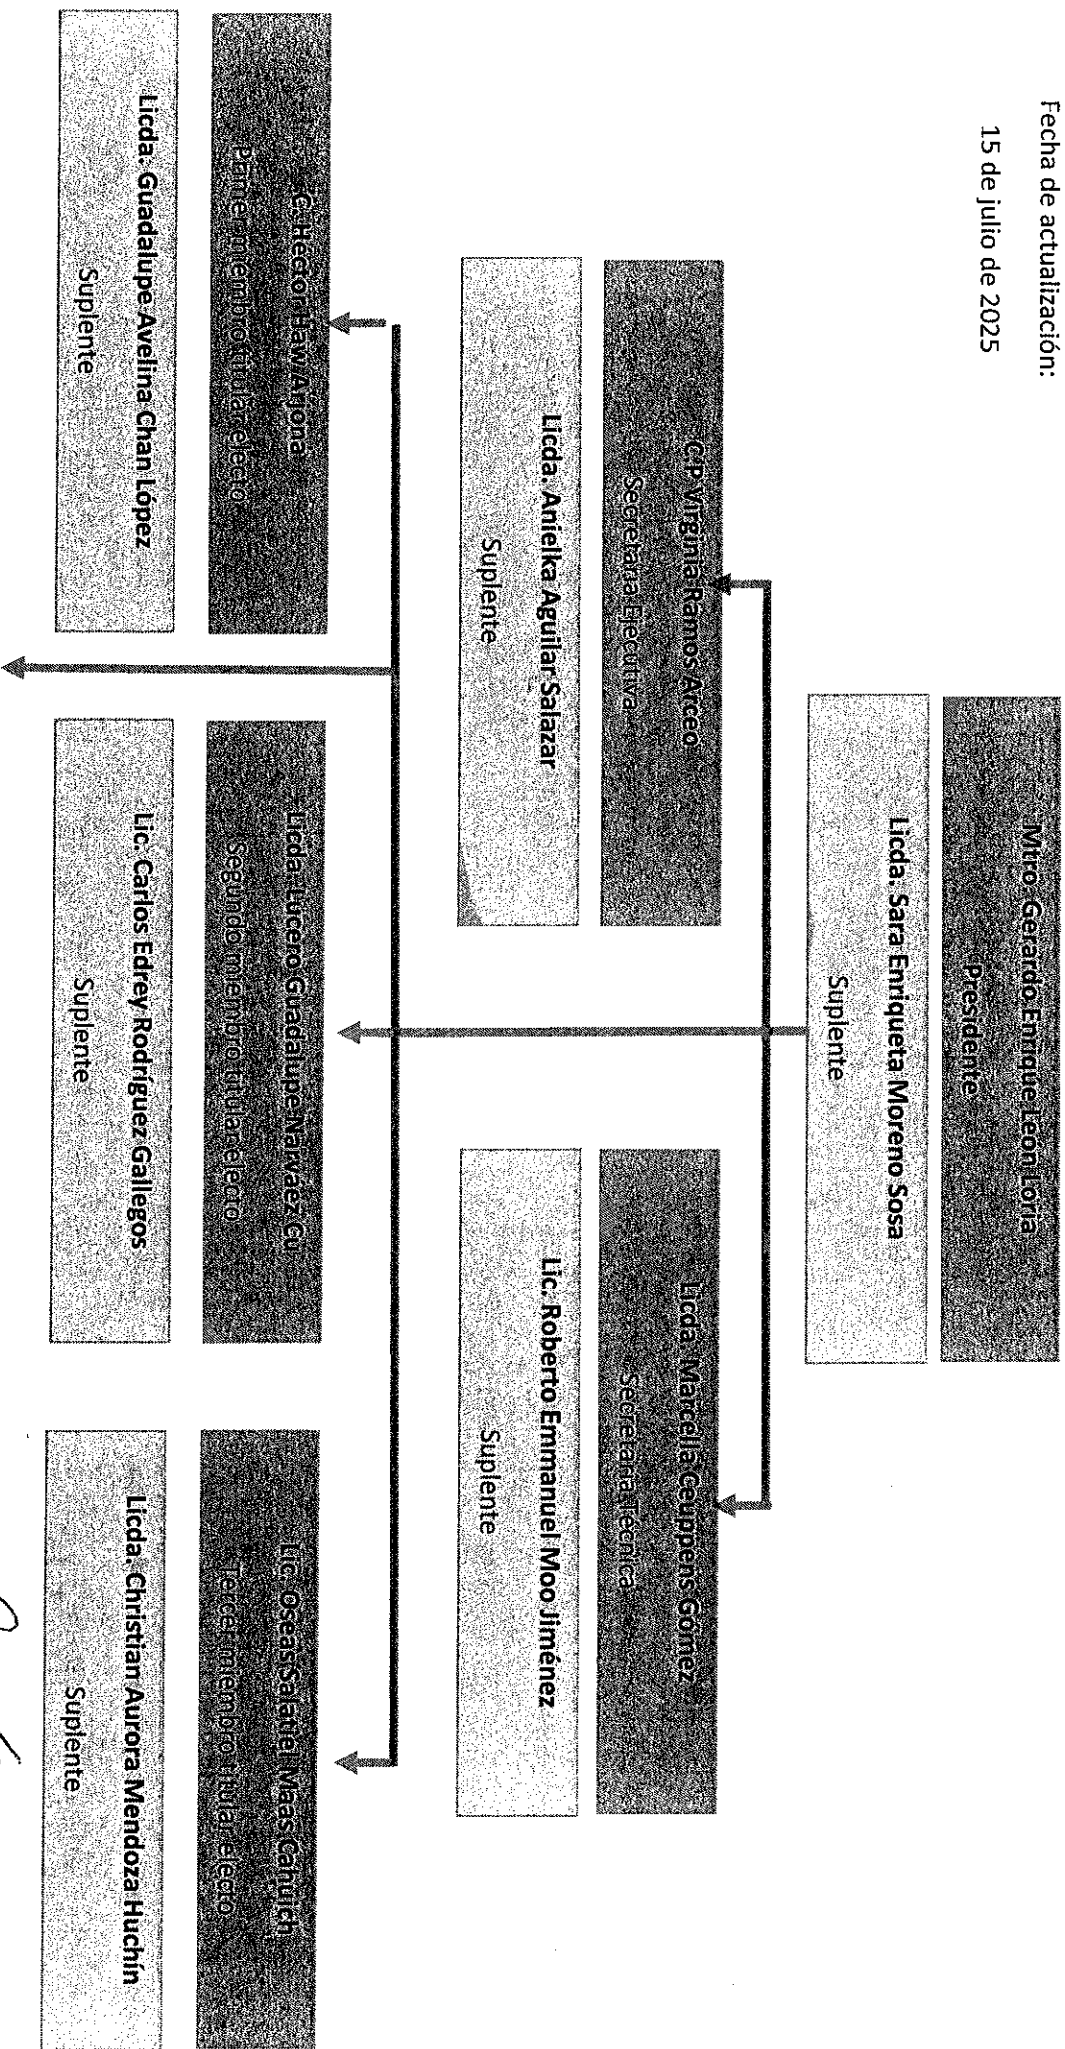 Fecha de actualización:
15 de julio de 2025
Mtro. Gerardo Enrique León Loría
Presidente
Licda. Sara Enriqueta Moreno Sosa
Suplente
C.P. Virginia Ramos Arceo
Secretaria Ejecutiva
Licda. Anielka Aguilar Salazar
Suplente
Licda. Marcella Ceuppens Gómez
Secretaria Técnica
Lic. Roberto Emmanuel Moo Jiménez
Suplente
C. Héctor Haw Arjona
Primer miembro titular electo
Licda. Guadalupe Avelina Chan López
Suplente
Licda. Lucero Guadalupe Narvaez Cu
Segundo miembro titular electo
Lic. Carlos Edrey Rodríguez Gallegos
Suplente
Lic. Oseas Salatiel Maas Cahuich
Tercer miembro titular electo
Licda. Christian Aurora Mendoza Huchín
Suplente